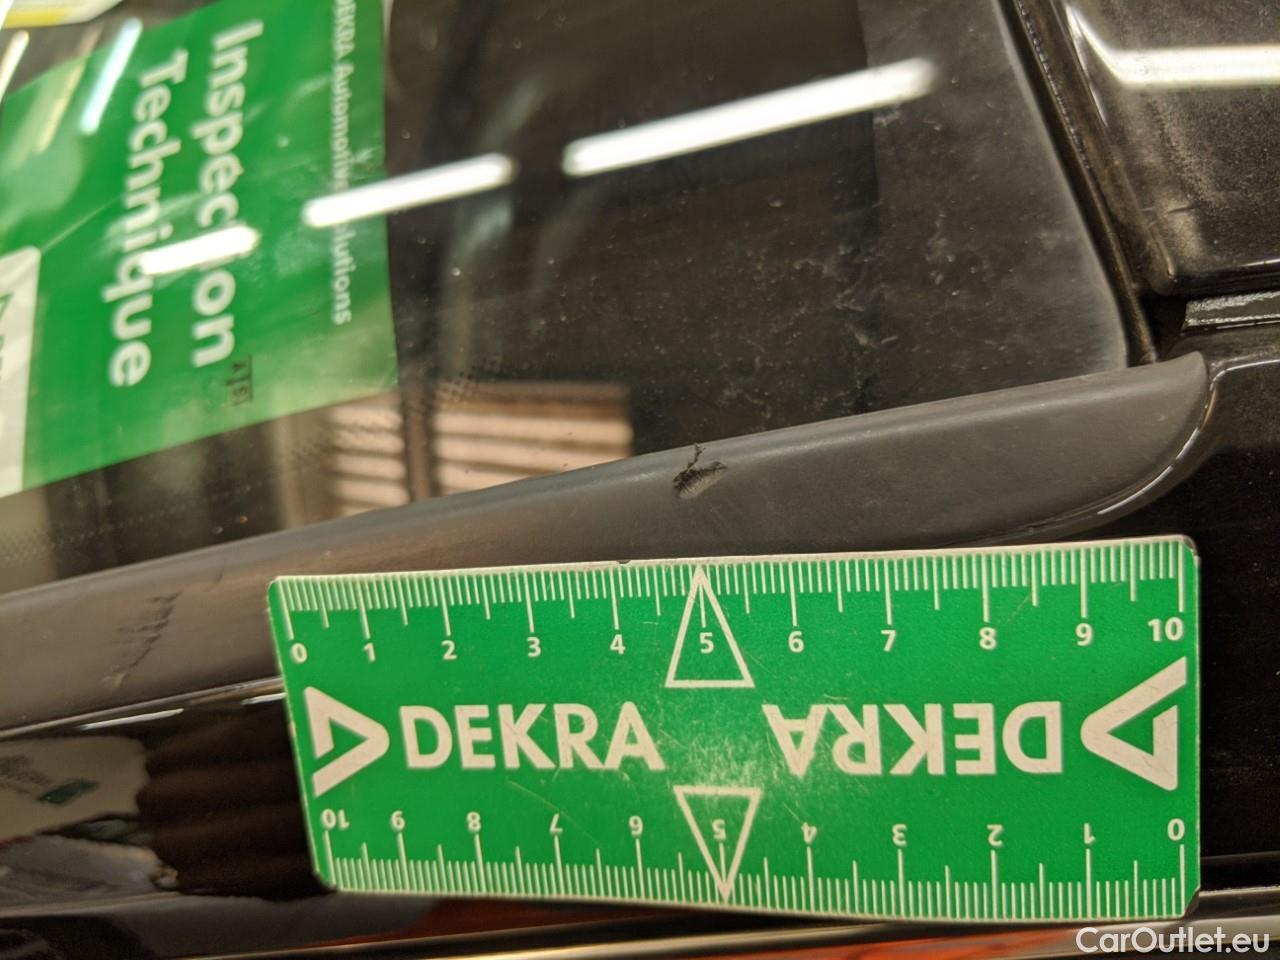 DEKRA Automotive Solutions
Inspection
Technique
0 1 2 3 4 5 6 7 8 9 10
DEKRA DEKRA
10 9 8 7 6 5 4 3 2 1 0
CarOutlet.eu